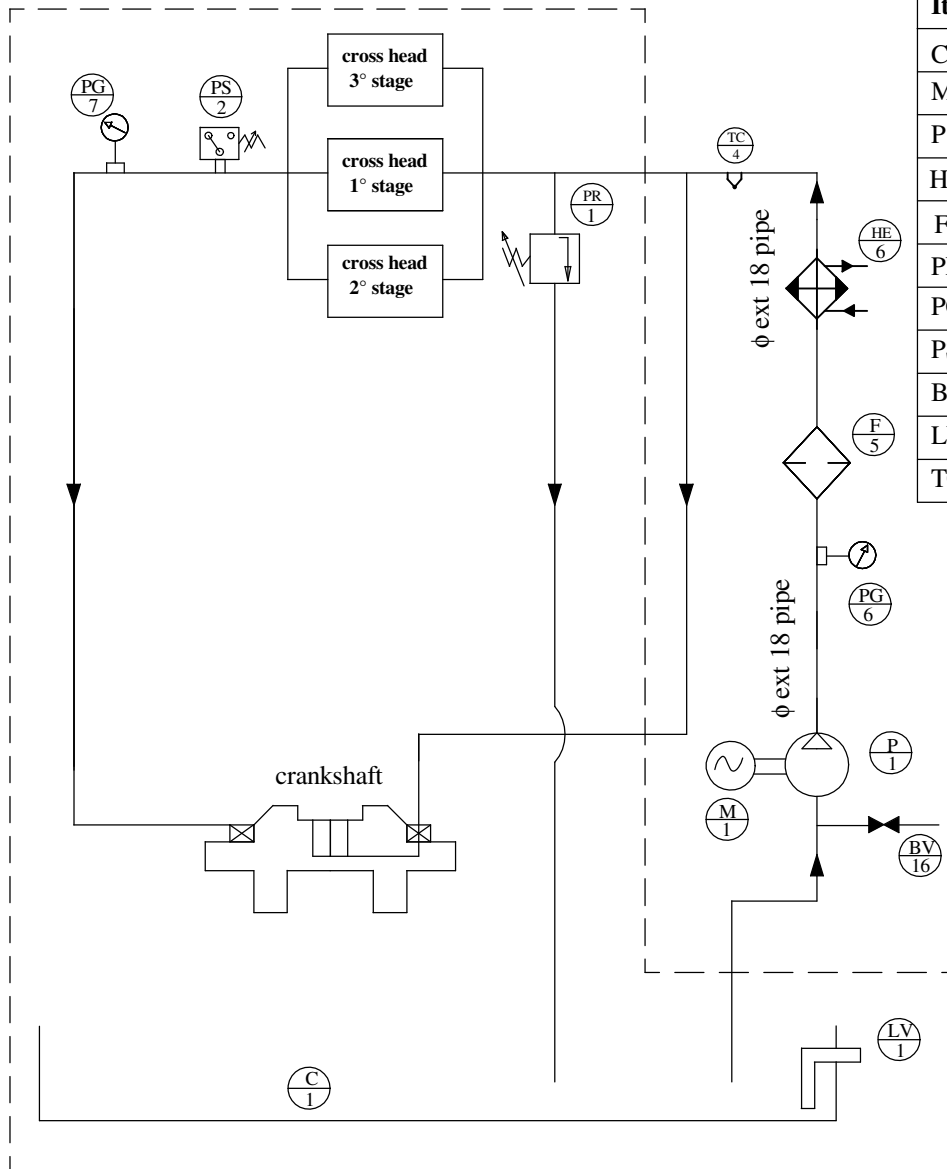 cross head
3° stage
PG
7
PS
2
cross head
1° stage
TC
4
PR
1
cross head
2° stage
ϕ ext 18 pipe
HE
6
F
5
PG
6
ϕ ext 18 pipe
P
1
M
1
crankshaft
BV
16
LV
1
C
1